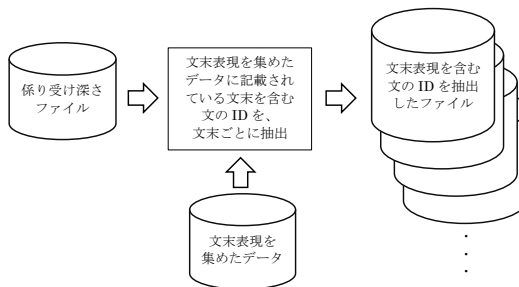 係り受け深さ
ファイル
文末表現を集めた
データに記載され
ている文末を含む
文の ID を、
文末ごとに抽出
文末表現を含む
文の ID を抽出
したファイル
文末表現を
集めたデータ